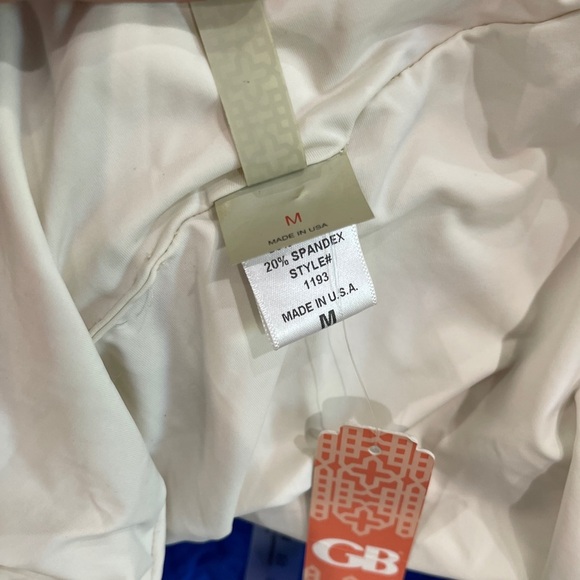 M
MADE IN USA
20% SPANDEX
STYLE#
1193
MADE IN U.S.A.
M
GB